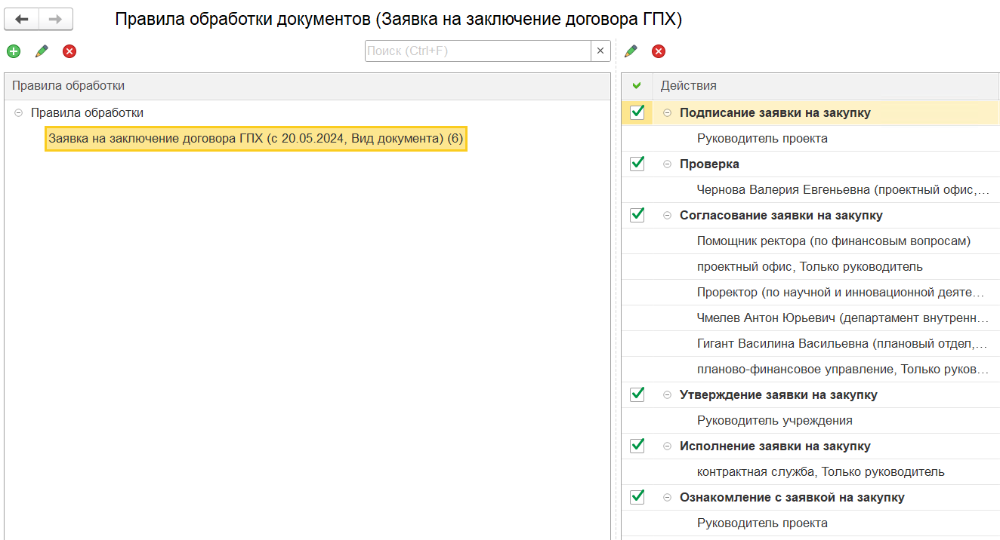 Правила обработки документов (Заявка на заключение договора ГПХ)
Поиск (Ctrl+F)
Правила обработки
Правила обработки
Заявка на заключение договора ГПХ (с 20.05.2024, Вид документа) (6)
Действия
Подписание заявки на закупку
Руководитель проекта
Проверка
Чернова Валерия Евгеньевна (проектный офис,...
Согласование заявки на закупку
Помощник ректора (по финансовым вопросам)
проектный офис, Только руководитель
Проректор (по научной и инновационной деяте...
Чмелев Антон Юрьевич (департамент внутренн...
Гигант Василина Васильевна (плановый отдел,...
планово-финансовое управление, Только руков...
Утверждение заявки на закупку
Руководитель учреждения
Исполнение заявки на закупку
контрактная служба, Только руководитель
Ознакомление с заявкой на закупку
Руководитель проекта